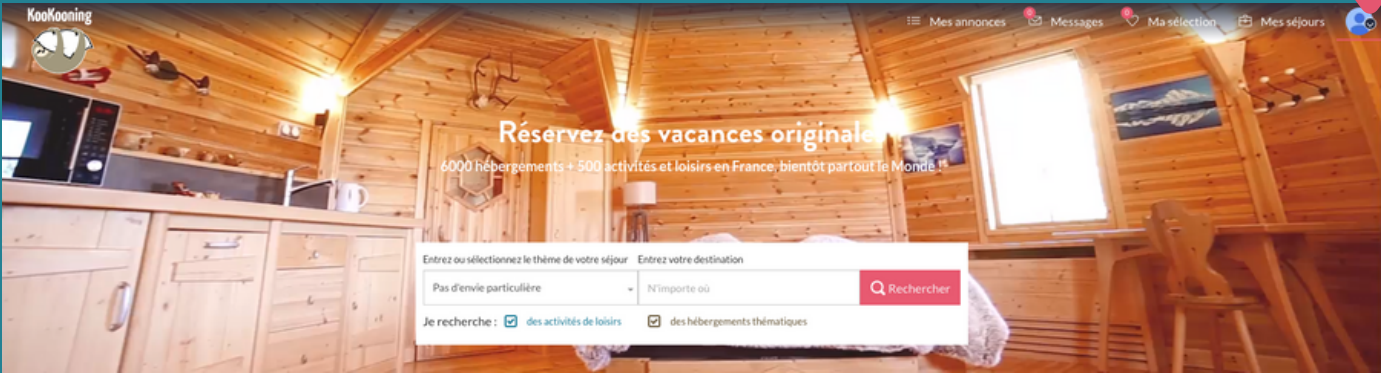 KooKooning
Mes annonces
0
Messages
0
Ma sélection
Mes séjours
Réservez des vacances originales
6000 hébergements + 500 activités et loisirs en France, bientôt partout le Monde !
Entrez ou sélectionnez le thème de votre séjour
Entrez votre destination
Pas d'envie particulière
N'importe où
Rechercher
Je recherche :
des activités de loisirs
des hébergements thématiques